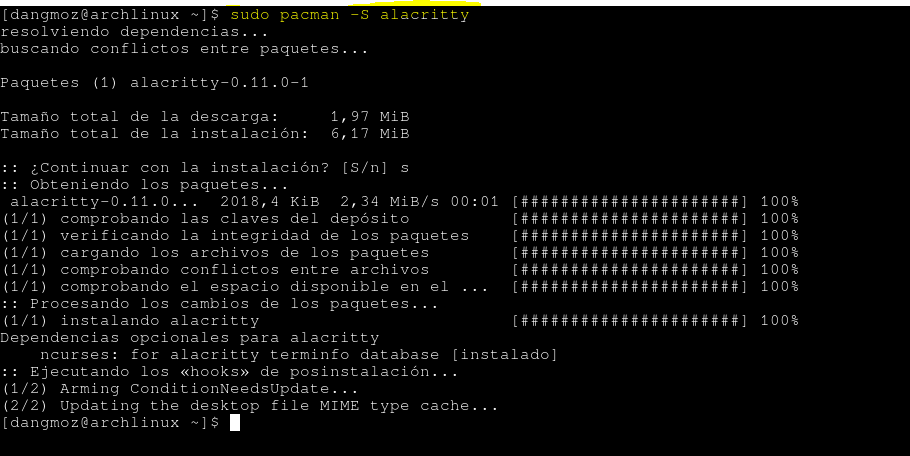 [dangmoz@archlinux ~]$ sudo pacman -S alacritty
resolviendo dependencias...
buscando conflictos entre paquetes...
Paquetes (1) alacritty-0.11.0-1
Tamaño total de la descarga:     1,97 MiB
Tamaño total de la instalación:  6,17 MiB
:: ¿Continuar con la instalación? [S/n] s
:: Obteniendo los paquetes...
 alacritty-0.11.0...  2018,4 KiB  2,34 MiB/s 00:01 [######################] 100%
(1/1) comprobando las claves del depósito          [######################] 100%
(1/1) verificando la integridad de los paquetes    [######################] 100%
(1/1) cargando los archivos de los paquetes        [######################] 100%
(1/1) comprobando conflictos entre archivos        [######################] 100%
(1/1) comprobando el espacio disponible en el ...  [######################] 100%
:: Procesando los cambios de los paquetes...
(1/1) instalando alacritty                         [######################] 100%
Dependencias opcionales para alacritty
    ncurses: for alacritty terminfo database [instalado]
:: Ejecutando los «hooks» de posinstalación...
(1/2) Arming ConditionNeedsUpdate...
(2/2) Updating the desktop file MIME type cache...
[dangmoz@archlinux ~]$